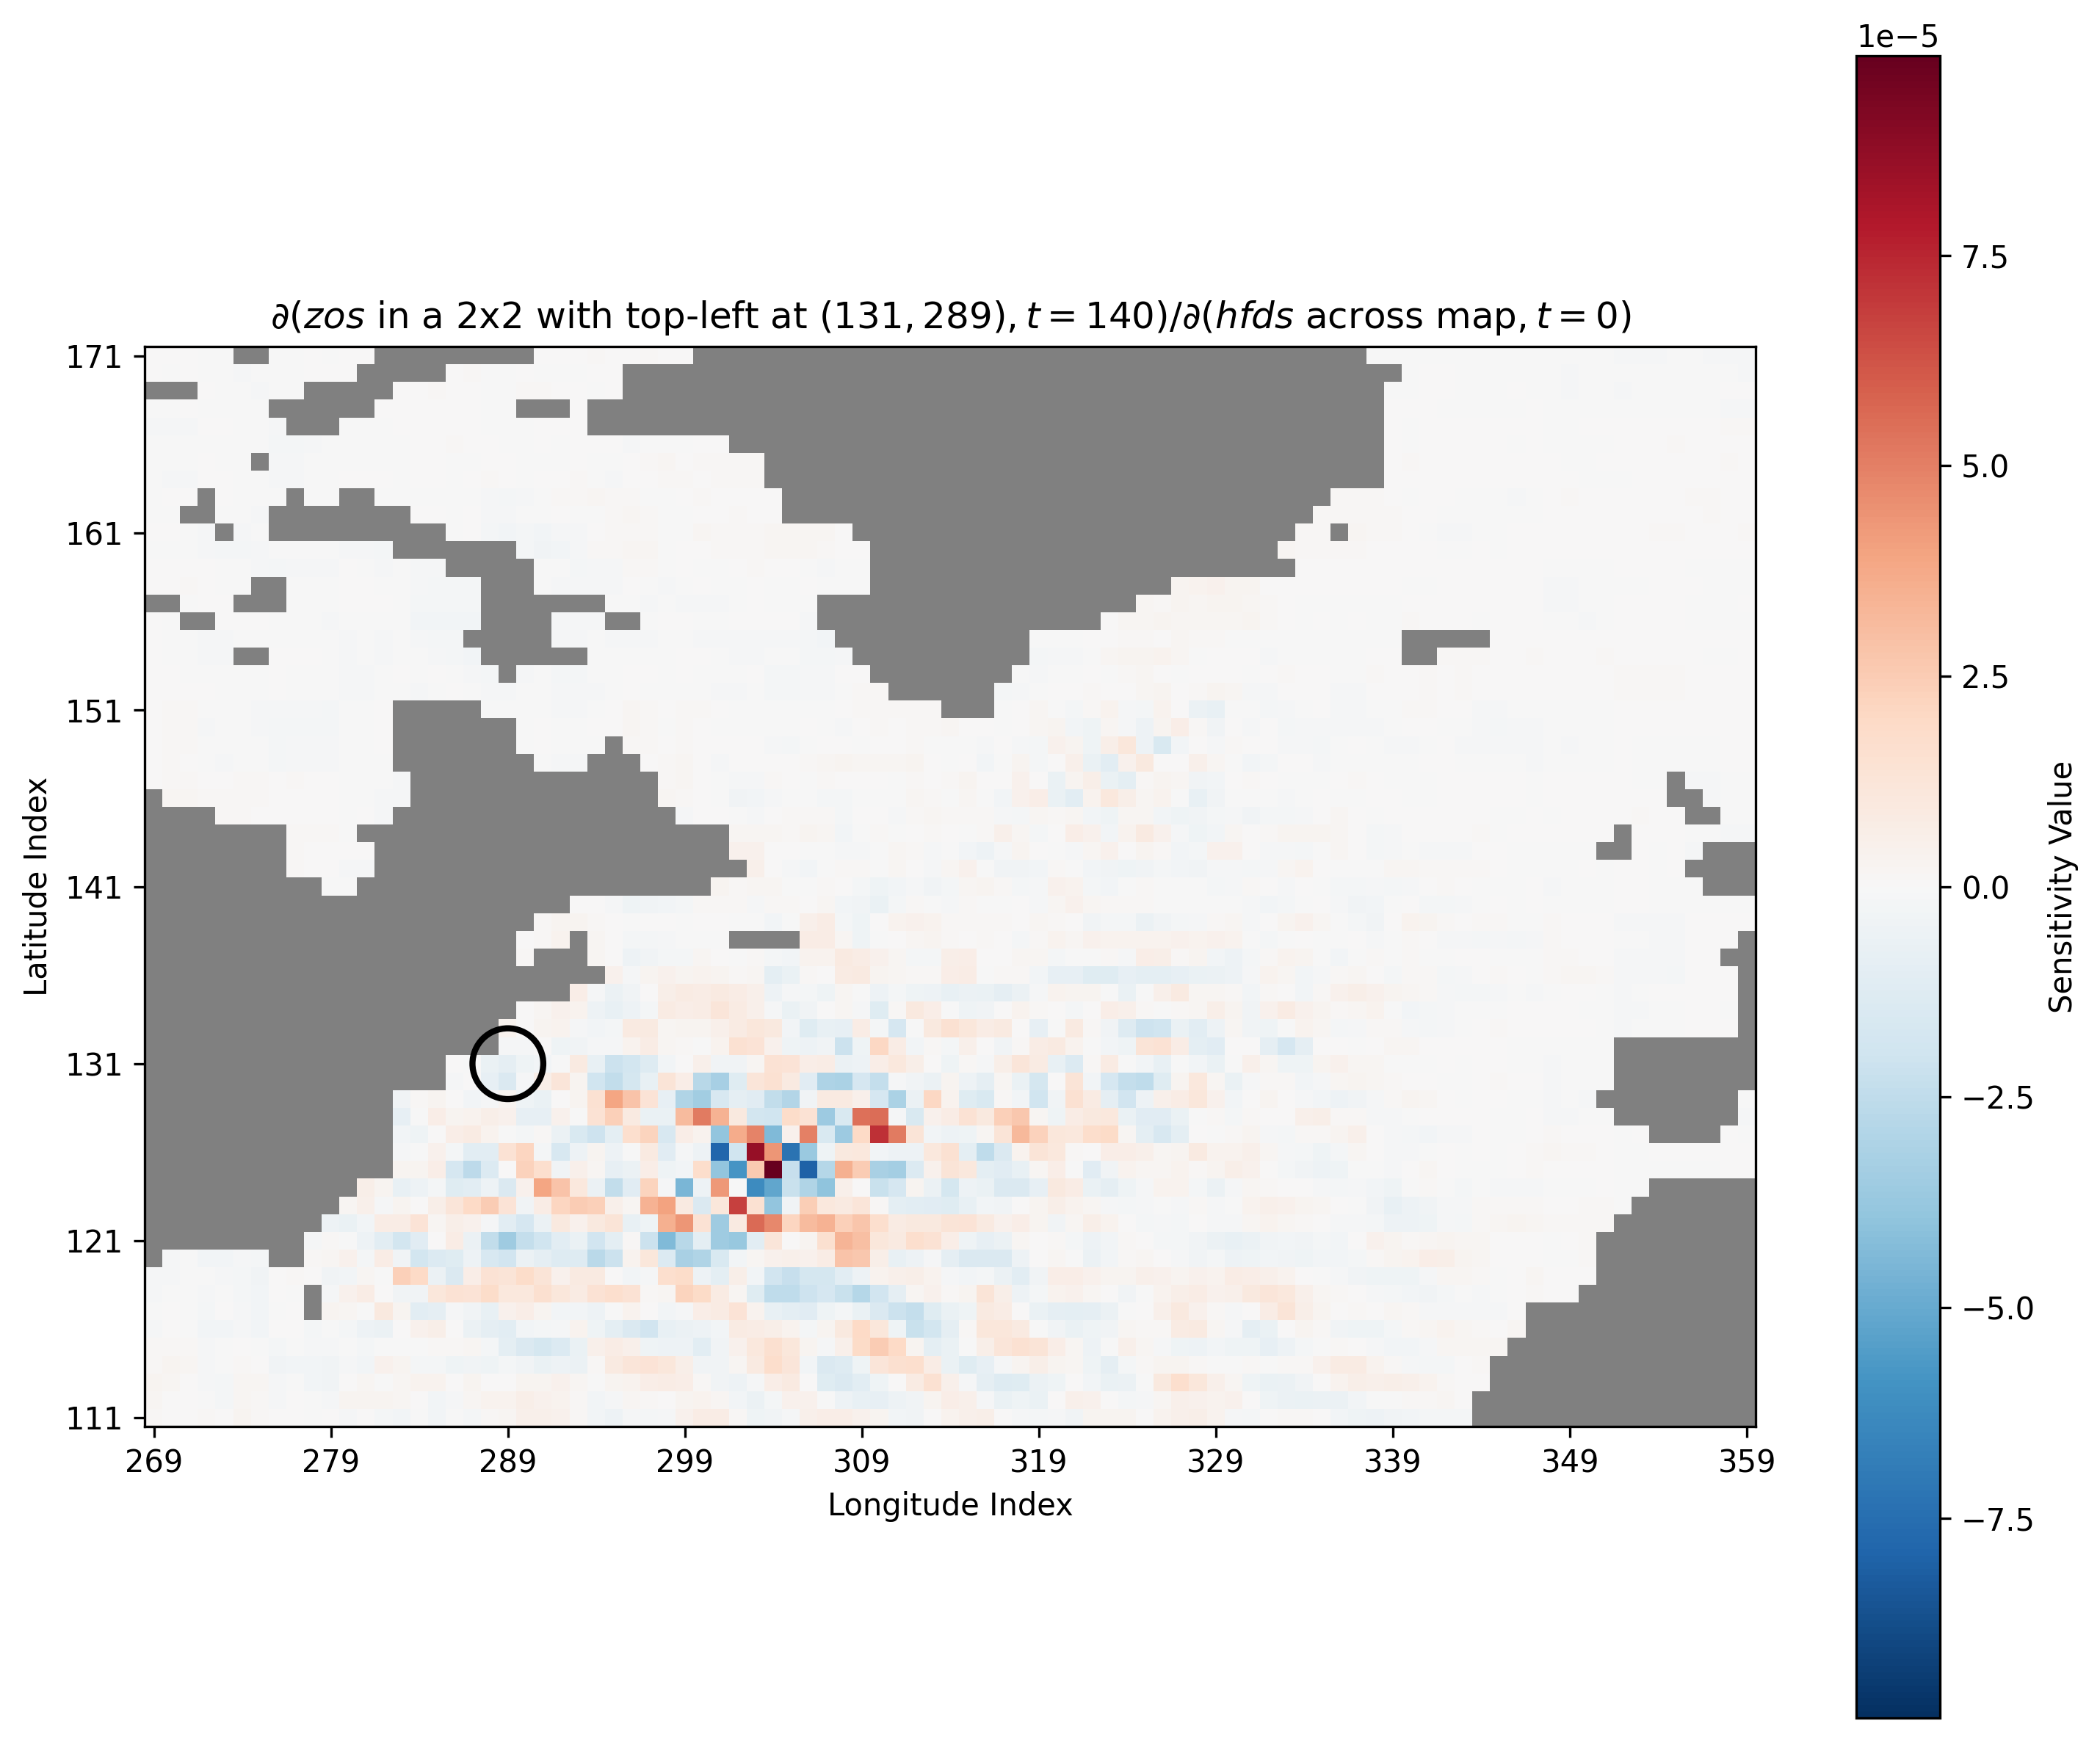 1e−5
∂(zos in a 2x2 with top-left at (131, 289), t = 140)/∂(hfds across map, t = 0)
171
161
151
141
131
121
111
Latitude Index
269 279 289 299 309 319 329 339 349 359
Longitude Index
7.5
5.0
2.5
0.0
−2.5
−5.0
−7.5
Sensitivity Value